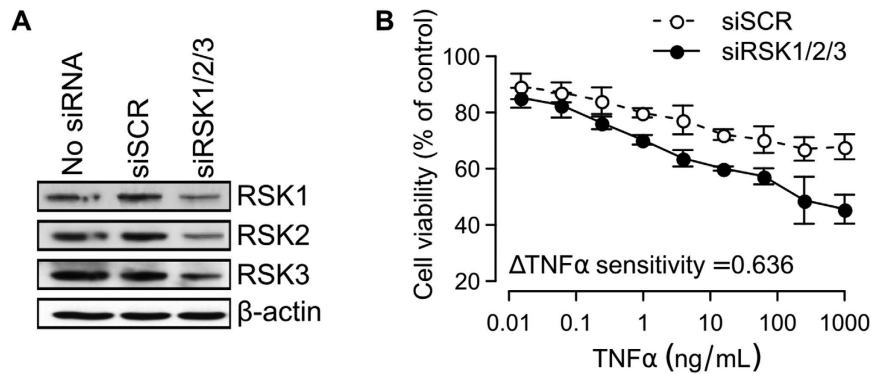 A
No siRNA
siSCR
siRSK1/2/3
RSK1
RSK2
RSK3
β-actin
B
siSCR
siRSK1/2/3
Cell viability (% of control)
100
80
60
40
20
ΔTNFα sensitivity =0.636
0.01 0.1 1 10 100 1000
TNFα (ng/mL)